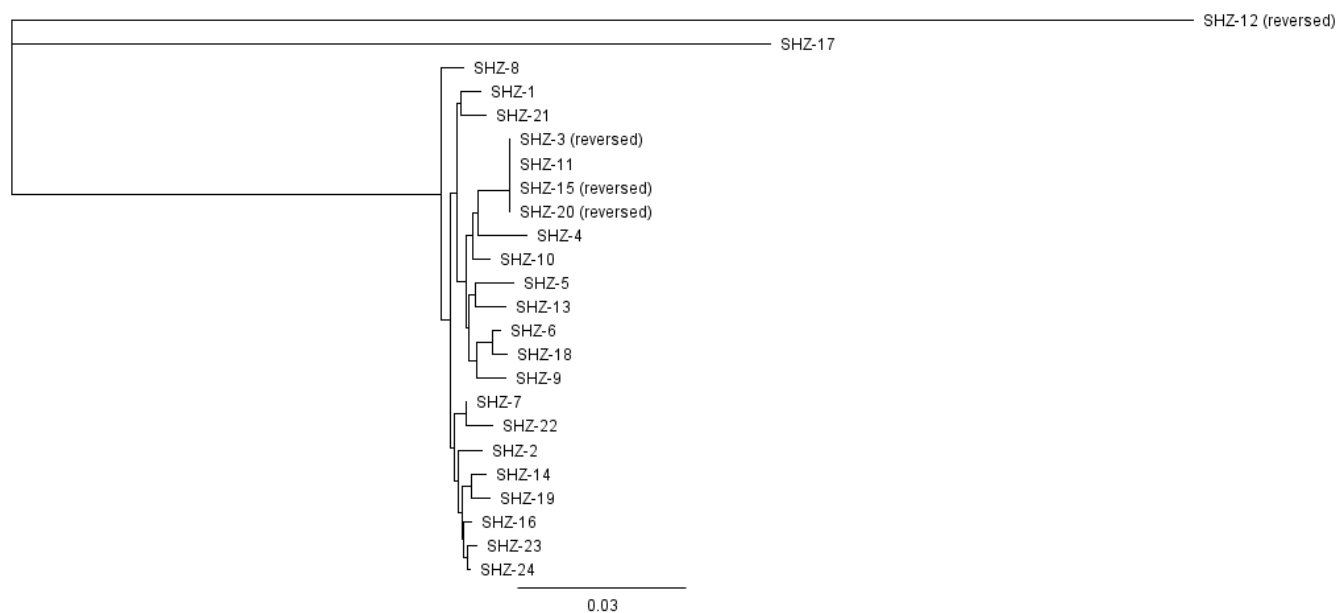 SHZ-12 (reversed)
SHZ-17
SHZ-8
SHZ-1
SHZ-21
SHZ-3 (reversed)
SHZ-11
SHZ-15 (reversed)
SHZ-20 (reversed)
SHZ-4
SHZ-10
SHZ-5
SHZ-13
SHZ-6
SHZ-18
SHZ-9
SHZ-7
SHZ-22
SHZ-2
SHZ-14
SHZ-19
SHZ-16
SHZ-23
SHZ-24
0.03